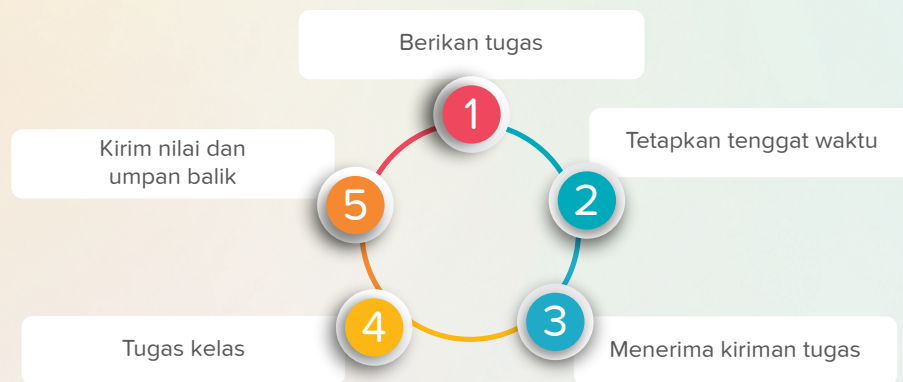 Berikan tugas
1
Tetapkan tenggat waktu
2
Menerima kiriman tugas
3
Tugas kelas
4
Kirim nilai dan
umpan balik
5